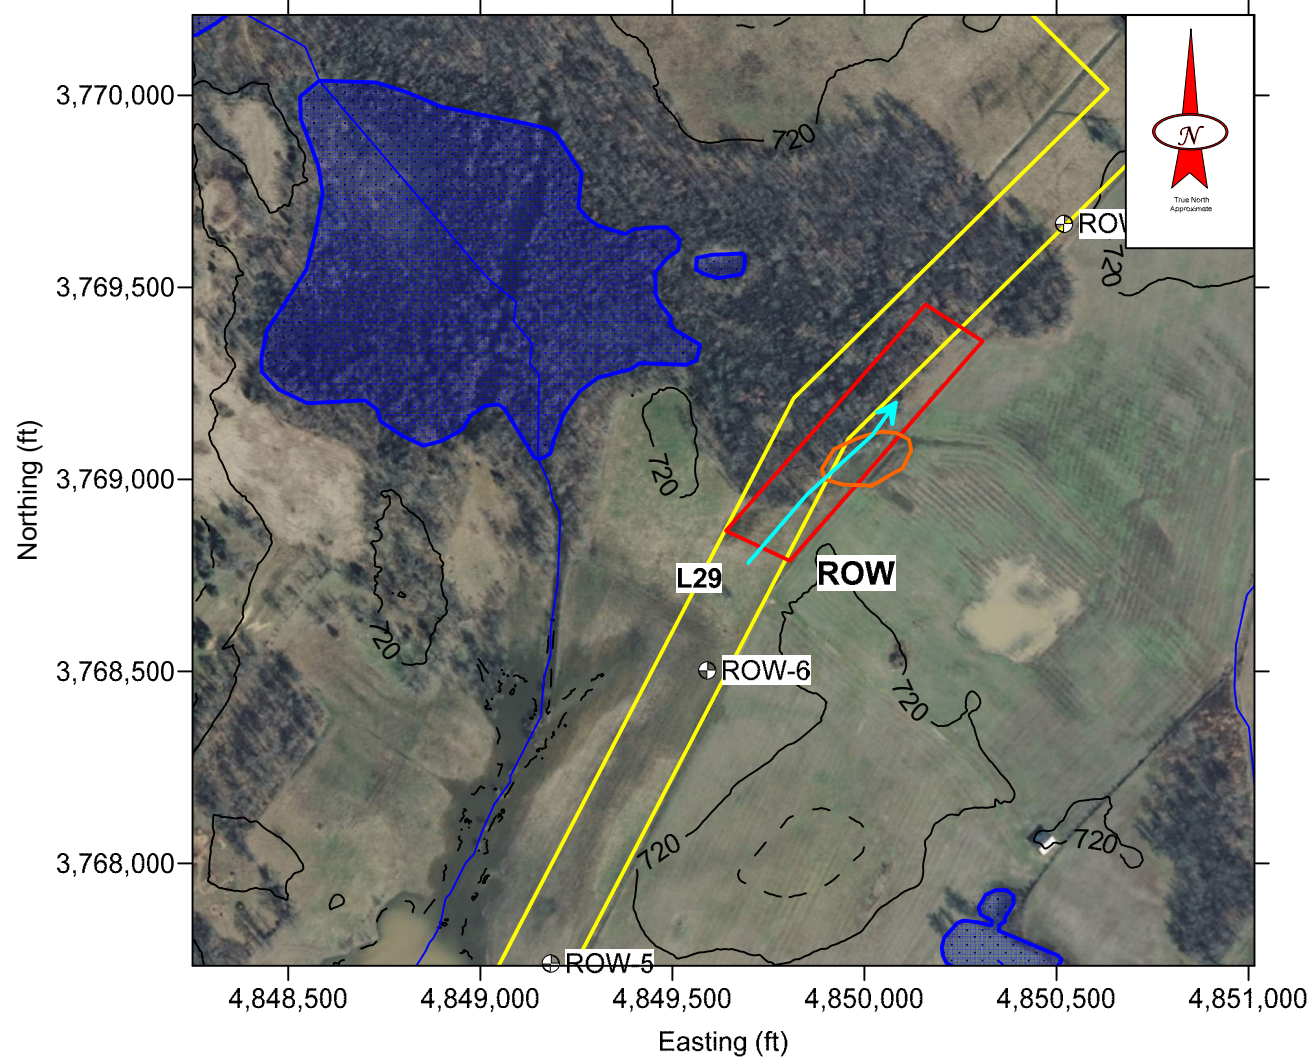 3,770,000
3,769,500
3,769,000
3,768,500
3,768,000
Northing (ft)
N
True North
Approximate
720
ROW
720
720
L29
ROW
720
ROW-6
720
720
720
ROW-5
4,848,500 4,849,000 4,849,500 4,850,000 4,850,500 4,851,000
Easting (ft)